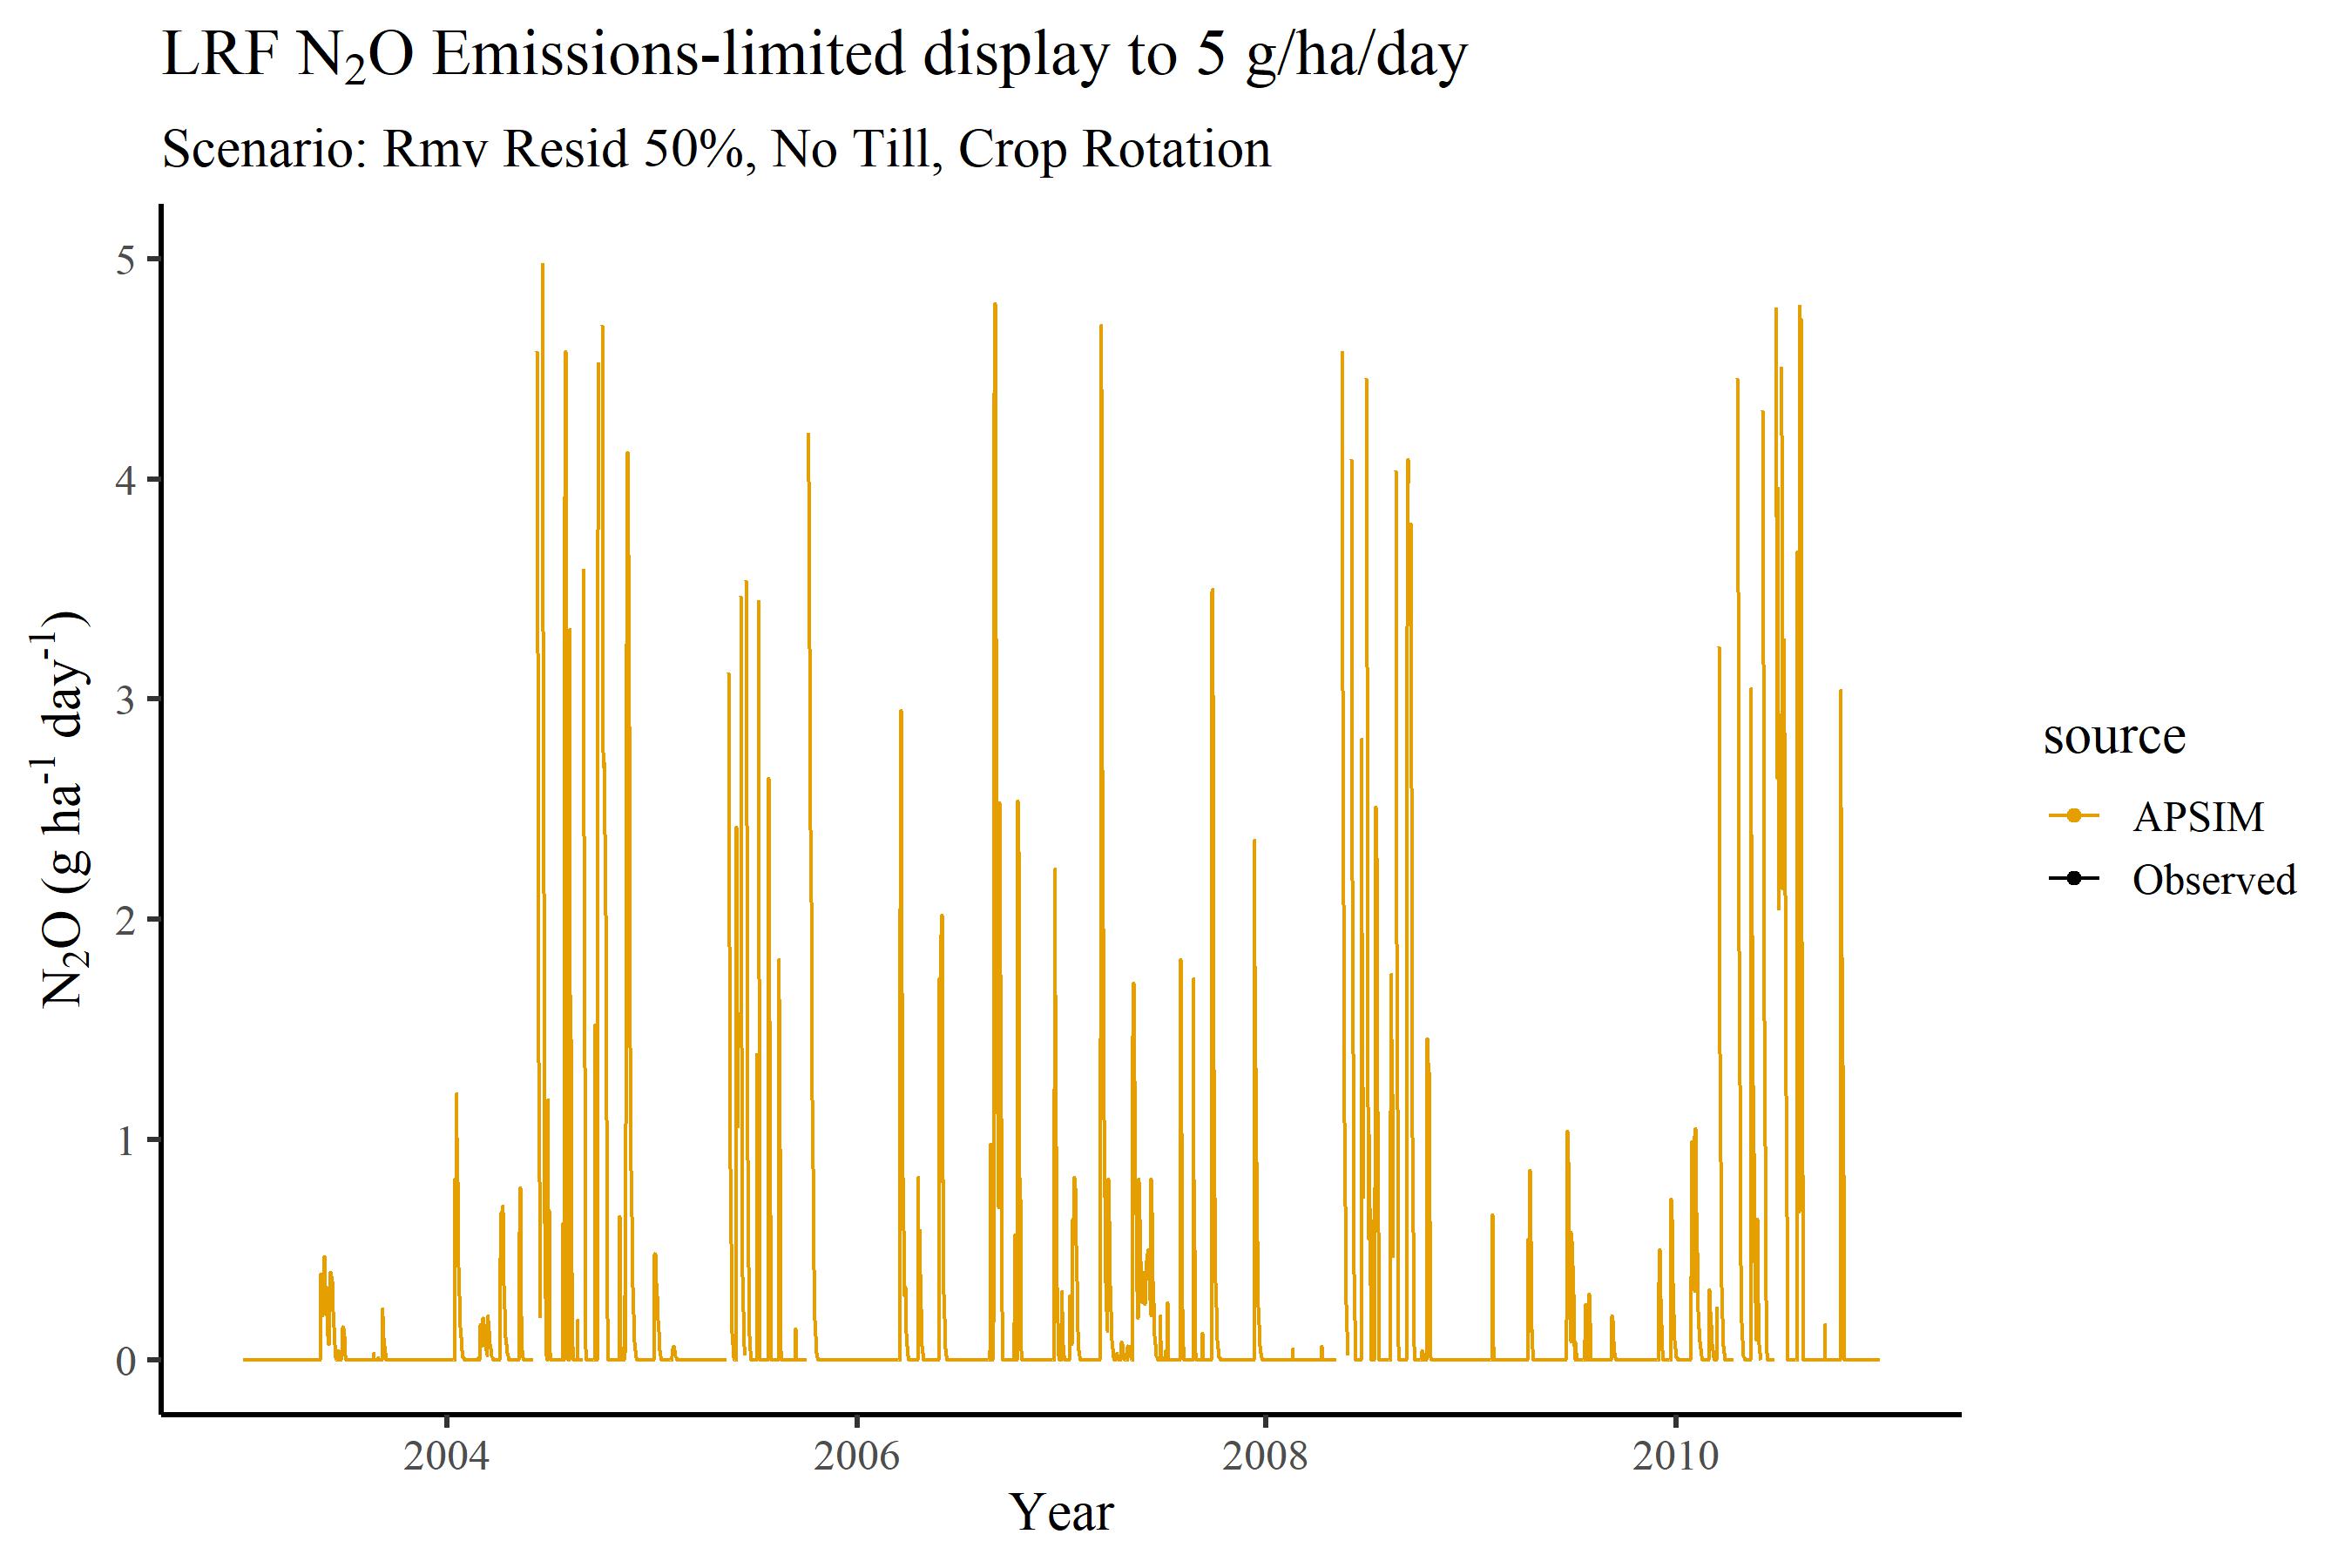 LRF N₂O Emissions-limited display to 5 g/ha/day
Scenario: Rmv Resid 50%, No Till, Crop Rotation
N₂O (g ha⁻¹ day⁻¹)
5
4
3
2
1
0
2004 2006 2008 2010
Year
source
APSIM
Observed